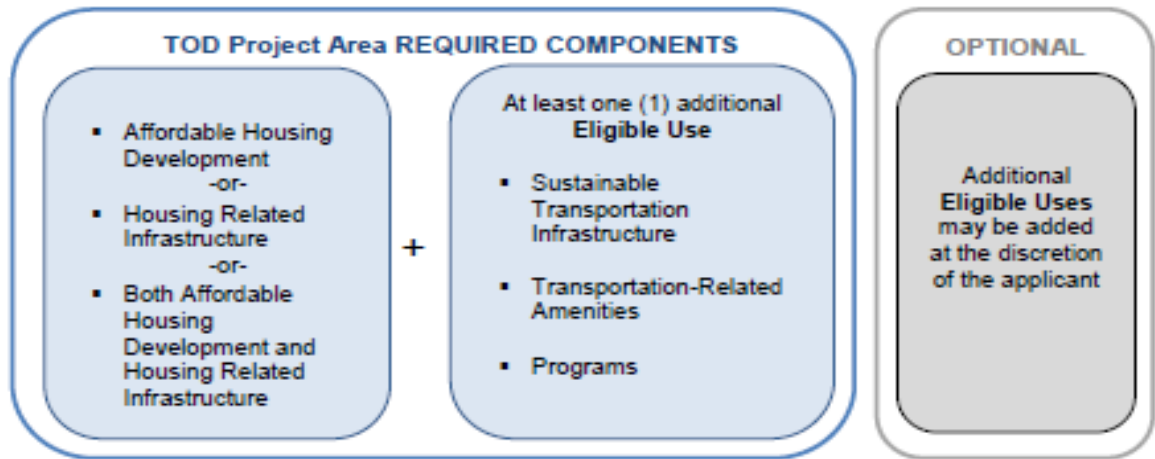 TOD Project Area REQUIRED COMPONENTS
▪ Affordable Housing
Development
-or-
▪ Housing Related
Infrastructure
-or-
▪ Both Affordable
Housing
Development and
Housing Related
Infrastructure
+
At least one (1) additional
Eligible Use
▪ Sustainable
Transportation
Infrastructure
▪ Transportation-Related
Amenities
▪ Programs
OPTIONAL
Additional
Eligible Uses
may be added
at the discretion
of the applicant